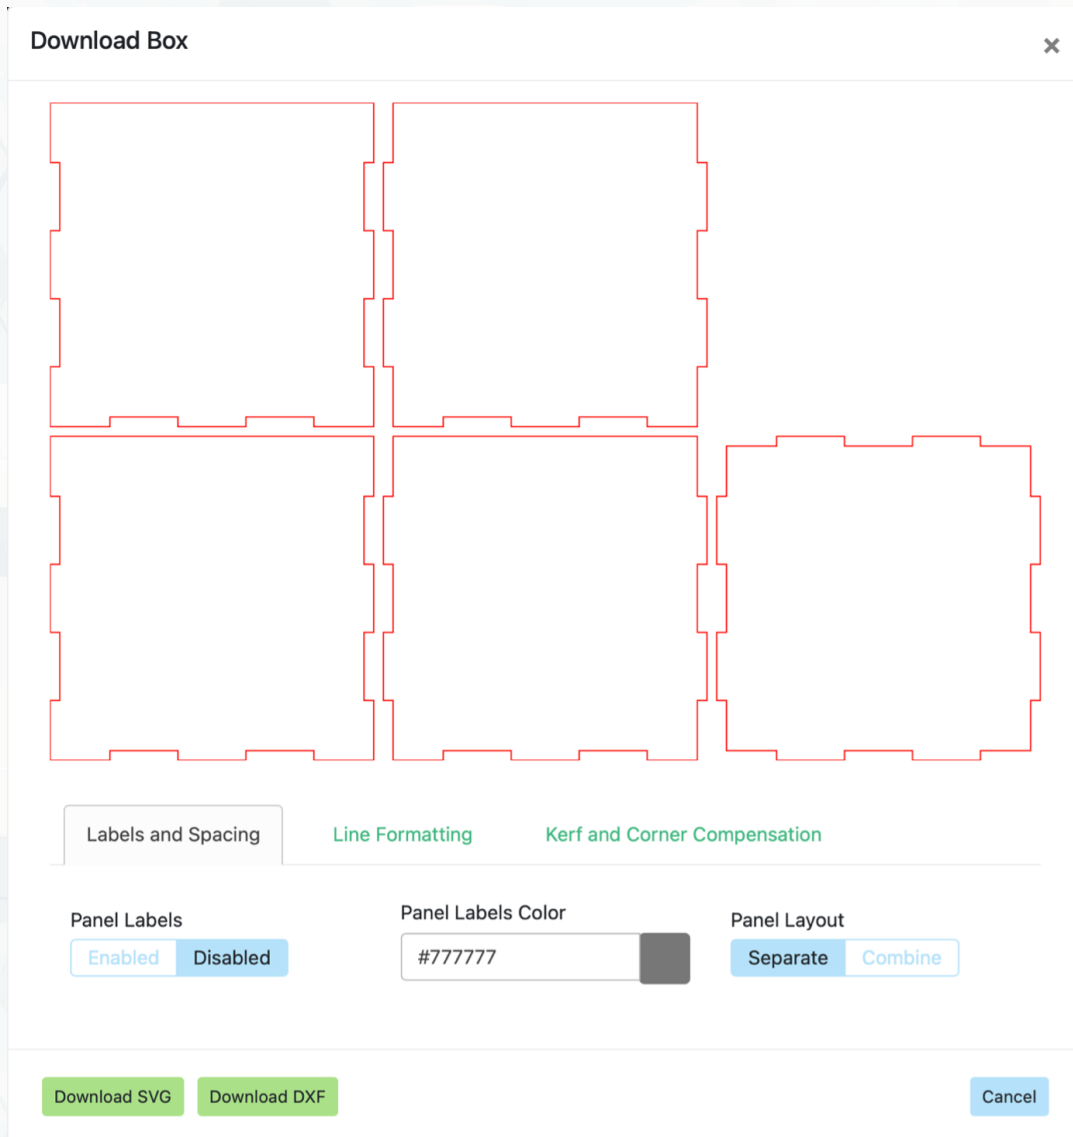 Download Box
×
Labels and Spacing
Line Formatting
Kerf and Corner Compensation
Panel Labels
Enabled
Disabled
Panel Labels Color
#777777
Panel Layout
Separate
Combine
Download SVG
Download DXF
Cancel